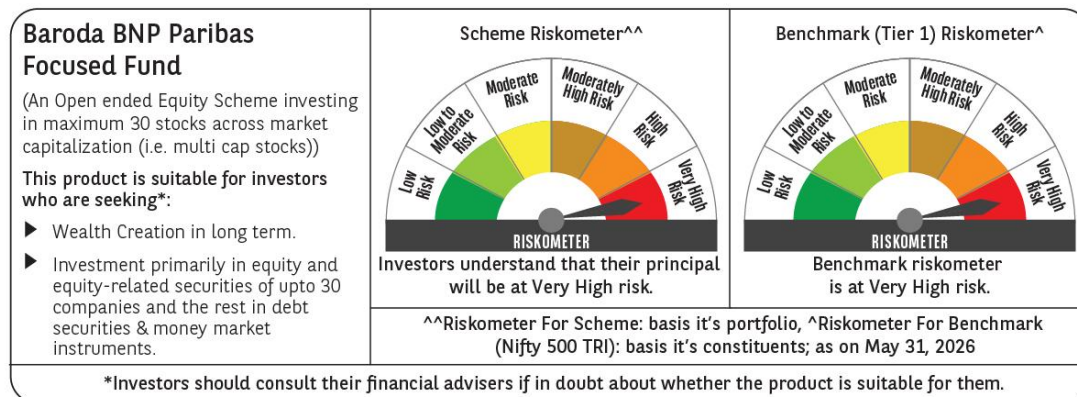 Baroda BNP Paribas
Focused Fund
(An Open ended Equity Scheme investing
in maximum 30 stocks across market
capitalization (i.e. multi cap stocks))
This product is suitable for investors
who are seeking*:
▶ Wealth Creation in long term.
▶ Investment primarily in equity and
equity-related securities of upto 30
companies and the rest in debt
securities & money market
instruments.
Scheme Riskometer^^
Low
Risk
Low to
Moderate
Risk
Moderate
Risk
Moderately
High Risk
High
Risk
Very High
Risk
RISKOMETER
Investors understand that their principal
will be at Very High risk.
Benchmark (Tier 1) Riskometer^
Low
Risk
Low to
Moderate
Risk
Moderate
Risk
Moderately
High Risk
High
Risk
Very High
Risk
RISKOMETER
Benchmark riskometer
is at Very High risk.
^^Riskometer For Scheme: basis it's portfolio, ^Riskometer For Benchmark
(Nifty 500 TRI): basis it's constituents; as on May 31, 2026
*Investors should consult their financial advisers if in doubt about whether the product is suitable for them.